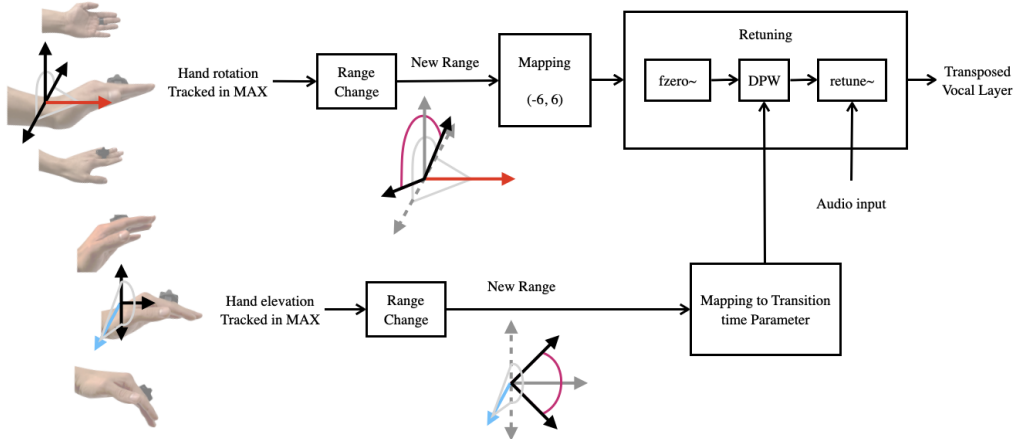 Retuning
Hand rotation
Tracked in MAX
Range
Change
New Range
Mapping
(-6, 6)
fzero~
DPW
retune~
Transposed
Vocal Layer
Audio input
Hand elevation
Tracked in MAX
Range
Change
New Range
Mapping to Transition
time Parameter